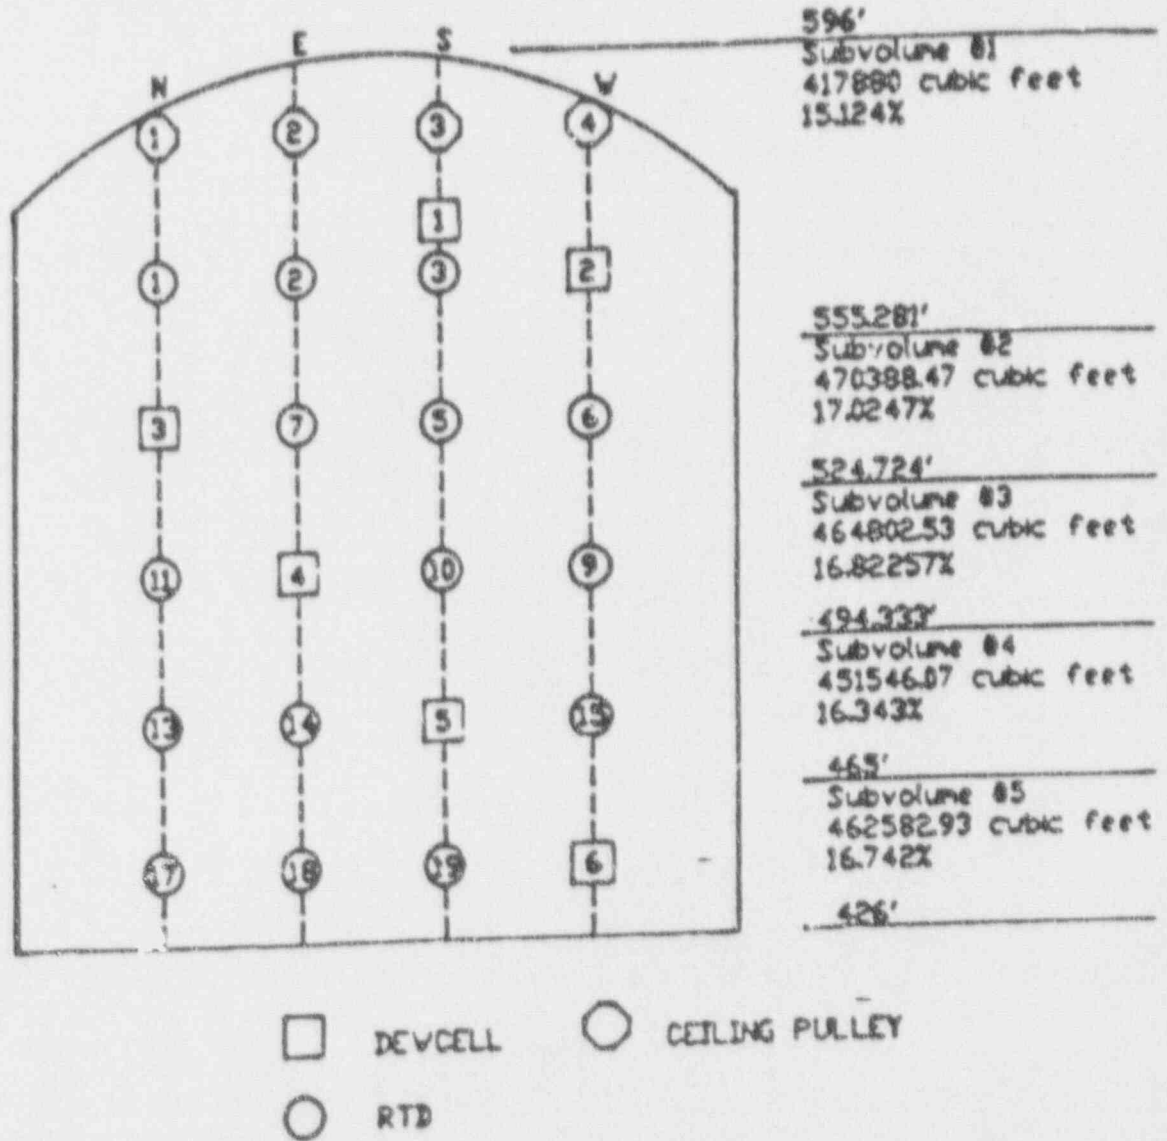 596'
E S
Subvolume #1
N W
417880 cubic feet
15.124%
1 2 3 4
1
1 2 3 2
555.281'
Subvolume #2
470388.47 cubic feet
17.0247%
3 7 5 6
524.724'
Subvolume #3
464802.53 cubic feet
16.82257%
11 4 10 9
494.333'
Subvolume #4
451546.07 cubic feet
16.343%
13 14 5 15
465'
Subvolume #5
462582.93 cubic feet
16.742%
17 18 19 6
426'
DEWCELL CEILING PULLEY
RTD